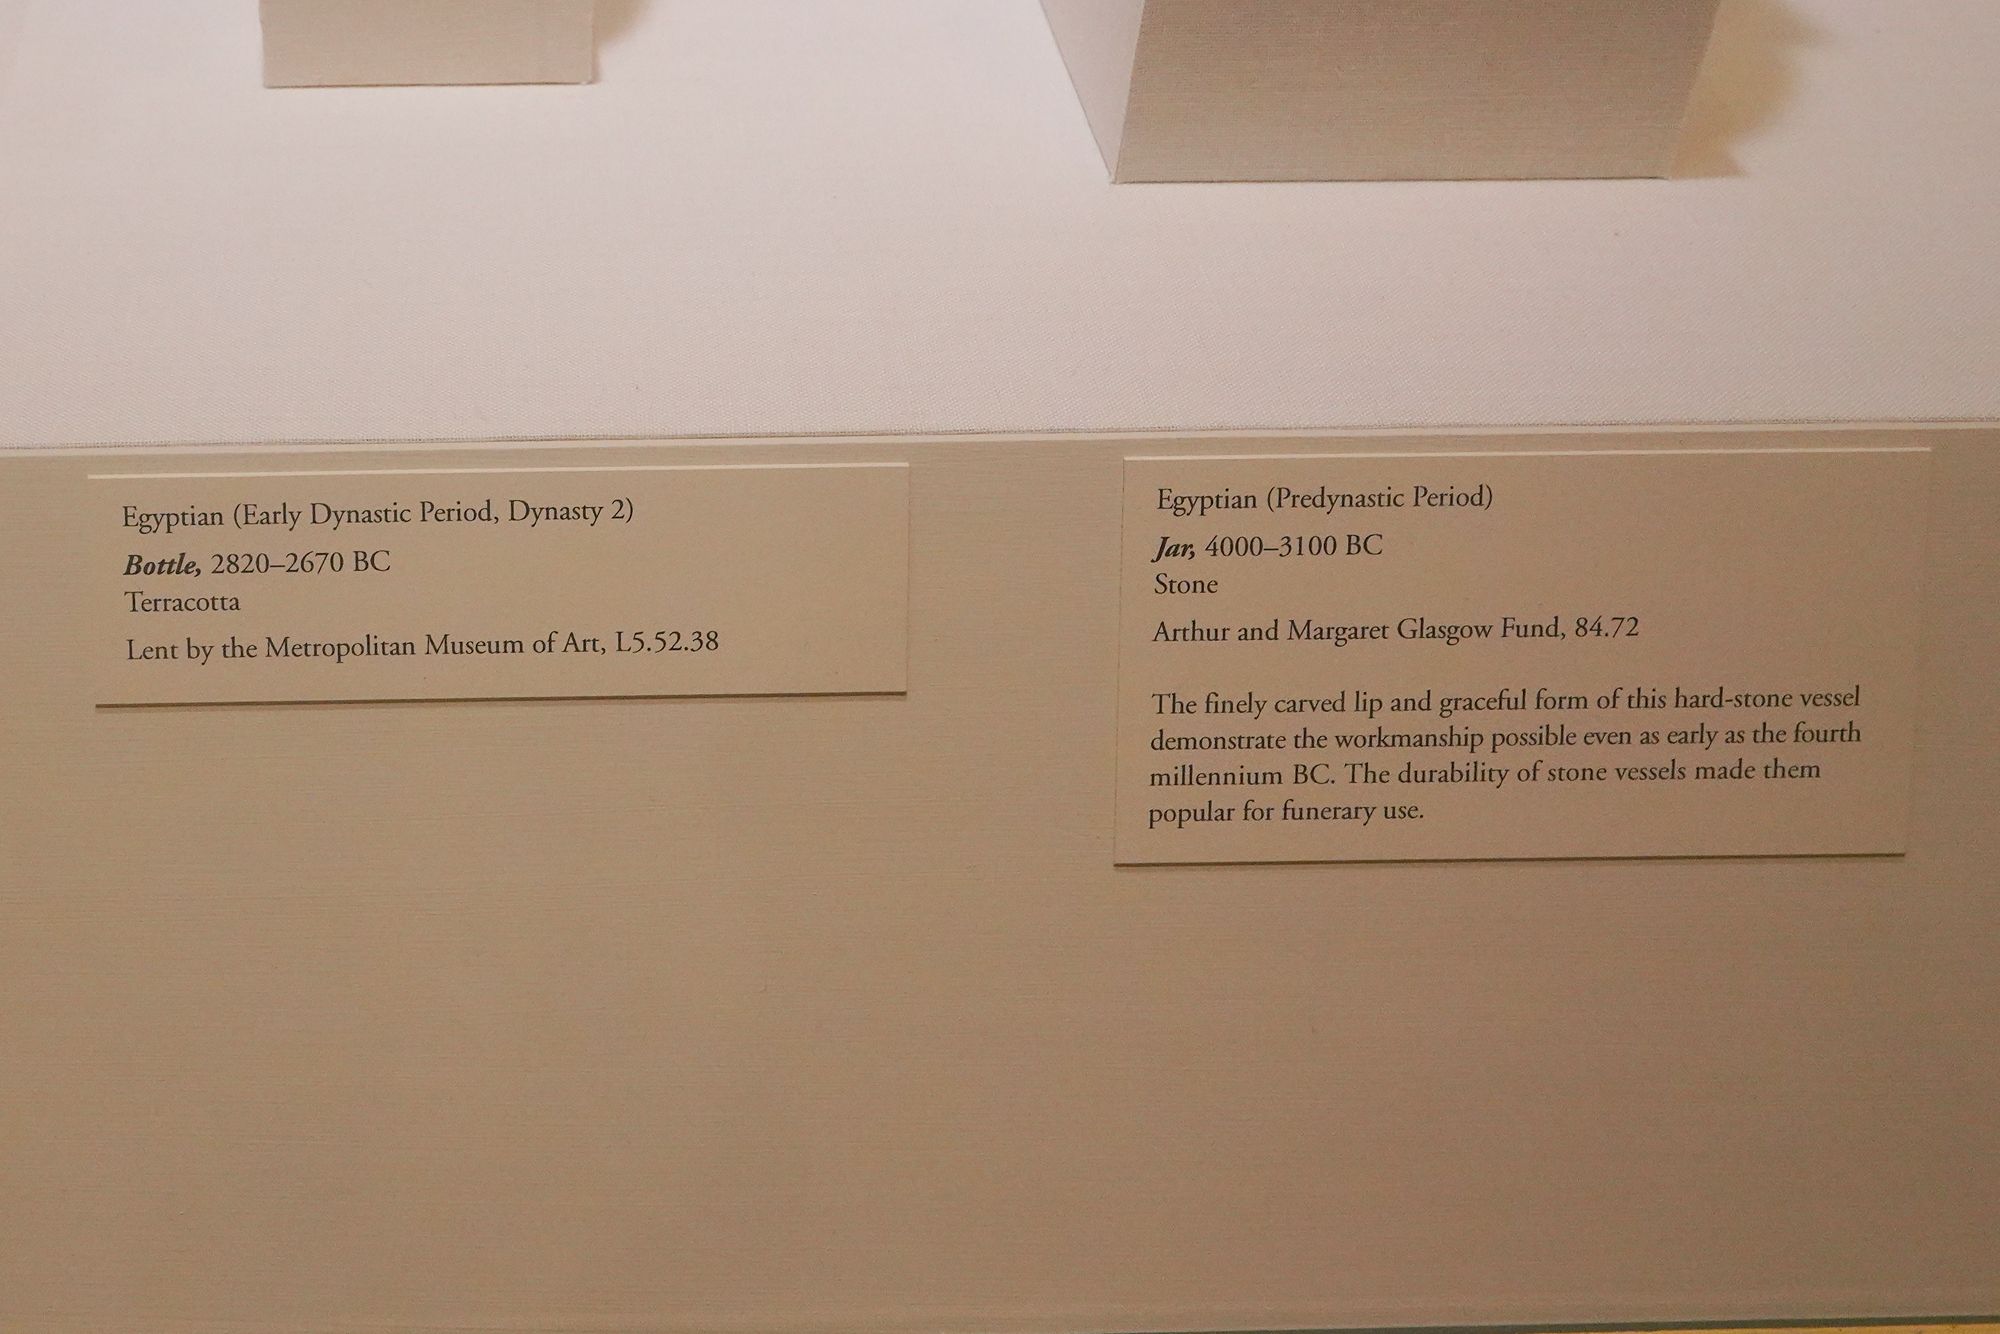 Egyptian (Early Dynastic Period, Dynasty 2)
Bottle, 2820–2670 BC
Terracotta
Lent by the Metropolitan Museum of Art, L5.52.38
Egyptian (Predynastic Period)
Jar, 4000–3100 BC
Stone
Arthur and Margaret Glasgow Fund, 84.72
The finely carved lip and graceful form of this hard-stone vessel
demonstrate the workmanship possible even as early as the fourth
millennium BC. The durability of stone vessels made them
popular for funerary use.